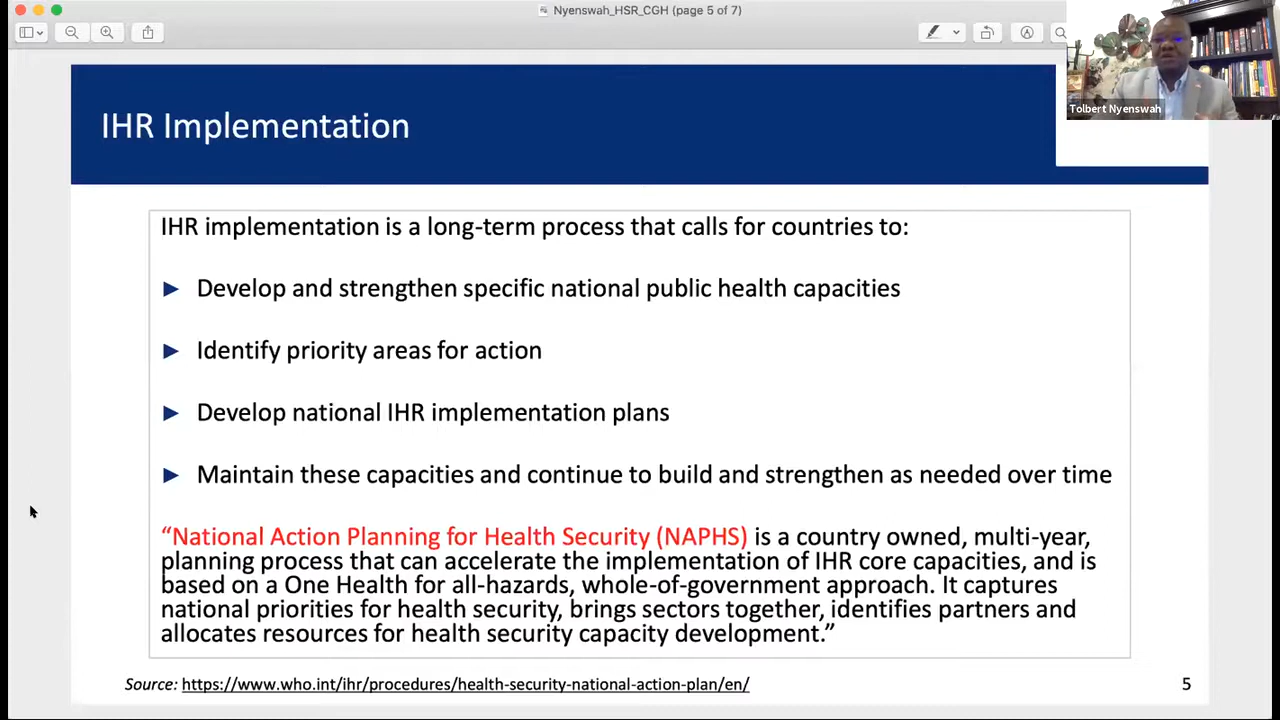 Nyenswah_HSR_CGH (page 5 of 7)
Tolbert Nyenswah
IHR Implementation
IHR implementation is a long-term process that calls for countries to:
► Develop and strengthen specific national public health capacities
► Identify priority areas for action
► Develop national IHR implementation plans
► Maintain these capacities and continue to build and strengthen as needed over time
“National Action Planning for Health Security (NAPHS) is a country owned, multi-year,
planning process that can accelerate the implementation of IHR core capacities, and is
based on a One Health for all-hazards, whole-of-government approach. It captures
national priorities for health security, brings sectors together, identifies partners and
allocates resources for health security capacity development.”
Source: https://www.who.int/ihr/procedures/health-security-national-action-plan/en/
5